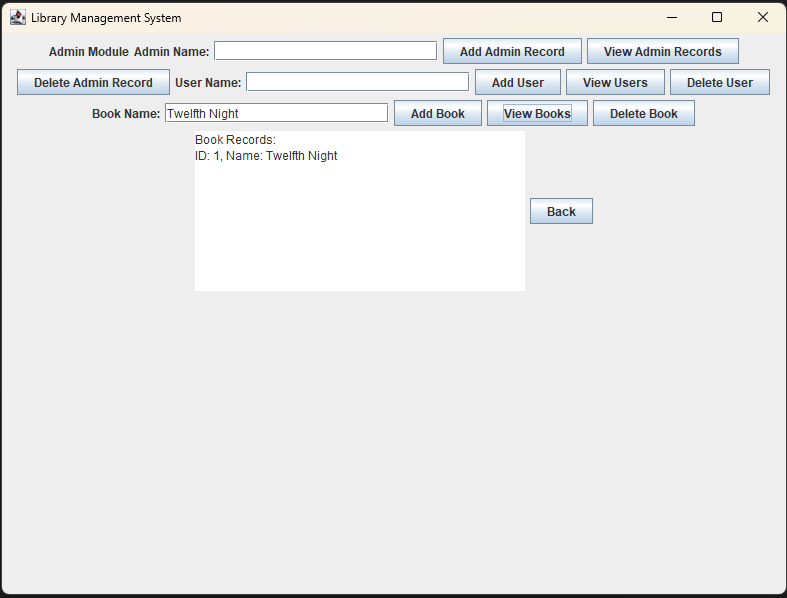 Library Management System
Admin Module Admin Name: Add Admin Record View Admin Records
Delete Admin Record User Name: Add User View Users Delete User
Book Name: Twelfth Night Add Book View Books Delete Book
Book Records:
ID: 1, Name: Twelfth Night
Back